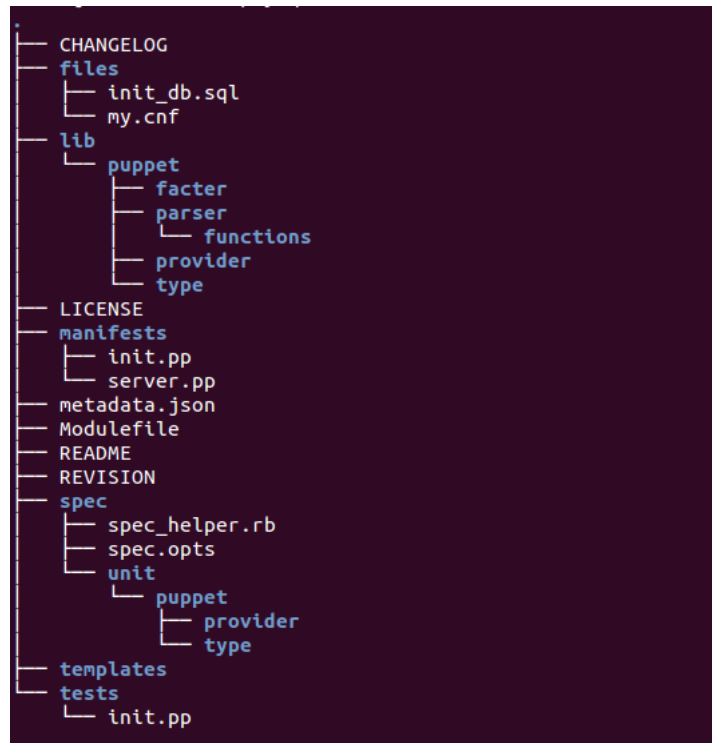 .
├── CHANGELOG
├── files
│   ├── init_db.sql
│   └── my.cnf
├── lib
│   └── puppet
│       ├── facter
│       ├── parser
│       │   └── functions
│       ├── provider
│       └── type
├── LICENSE
├── manifests
│   ├── init.pp
│   └── server.pp
├── metadata.json
├── Modulefile
├── README
├── REVISION
├── spec
│   ├── spec_helper.rb
│   ├── spec.opts
│   └── unit
│       └── puppet
│           ├── provider
│           └── type
├── templates
└── tests
    └── init.pp